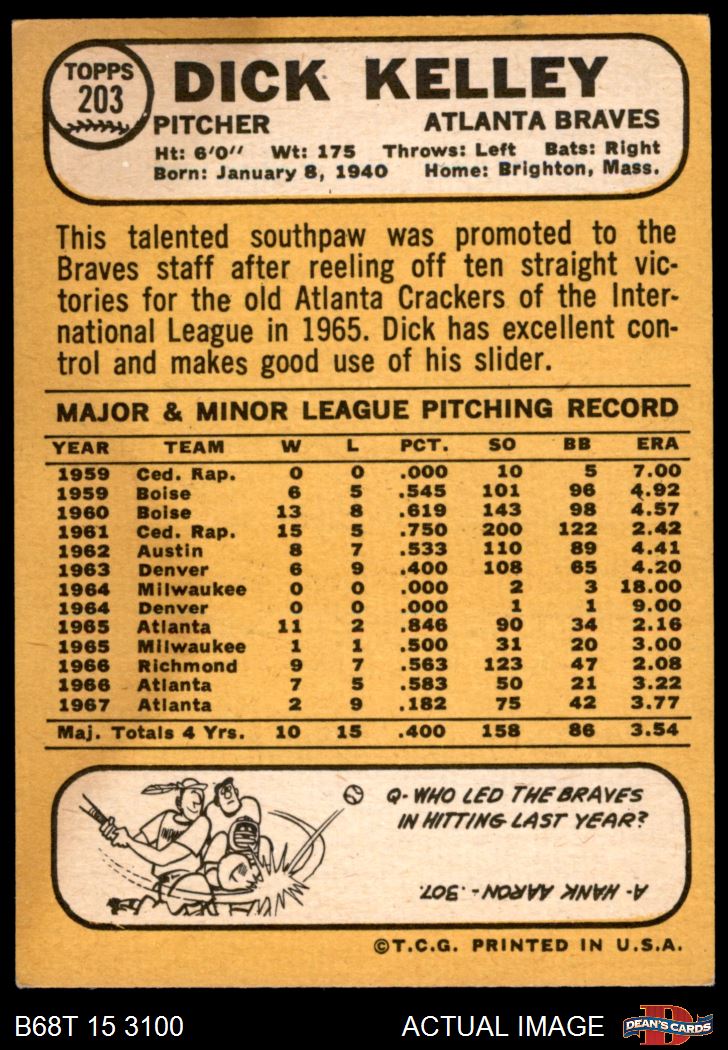 TOPPS
203
DICK KELLEY
PITCHER ATLANTA BRAVES
Ht: 6'0" Wt: 175 Throws: Left Bats: Right
Born: January 8, 1940 Home: Brighton, Mass.
This talented southpaw was promoted to the
Braves staff after reeling off ten straight vic-
tories for the old Atlanta Crackers of the Inter-
national League in 1965. Dick has excellent con-
trol and makes good use of his slider.
MAJOR & MINOR LEAGUE PITCHING RECORD
YEAR TEAM W L PCT. SO BB ERA
1959 Ced. Rap. 0 0 .000 10 5 7.00
1959 Boise 6 5 .545 101 96 4.92
1960 Boise 13 8 .619 143 98 4.57
1961 Ced. Rap. 15 5 .750 200 122 2.42
1962 Austin 8 7 .533 110 89 4.41
1963 Denver 6 9 .400 108 65 4.20
1964 Milwaukee 0 0 .000 2 3 18.00
1964 Denver 0 0 .000 1 1 9.00
1965 Atlanta 11 2 .846 90 34 2.16
1965 Milwaukee 1 1 .500 31 20 3.00
1966 Richmond 9 7 .563 123 47 2.08
1966 Atlanta 7 5 .583 50 21 3.22
1967 Atlanta 2 9 .182 75 42 3.77
Maj. Totals 4 Yrs. 10 15 .400 158 86 3.54
Q- WHO LED THE BRAVES
IN HITTING LAST YEAR?
A- HANK AARON - .307.
©T.C.G. PRINTED IN U.S.A.
B68T 15 3100 ACTUAL IMAGE
D
DEAN'S CARDS